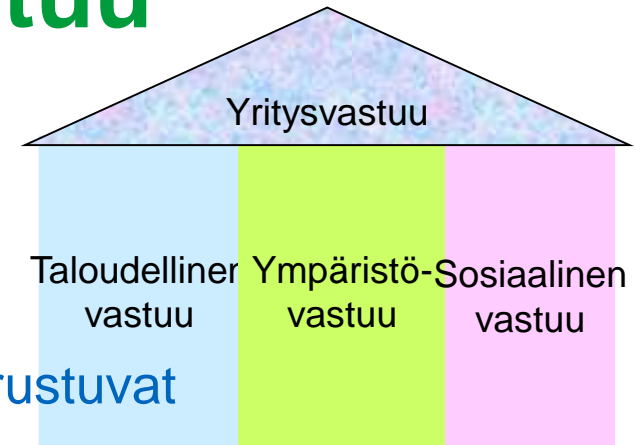 tuu
Yritysvastuu
Taloudellinen
vastuu
Ympäristö-
vastuu
Sosiaalinen
vastuu
rustuvat